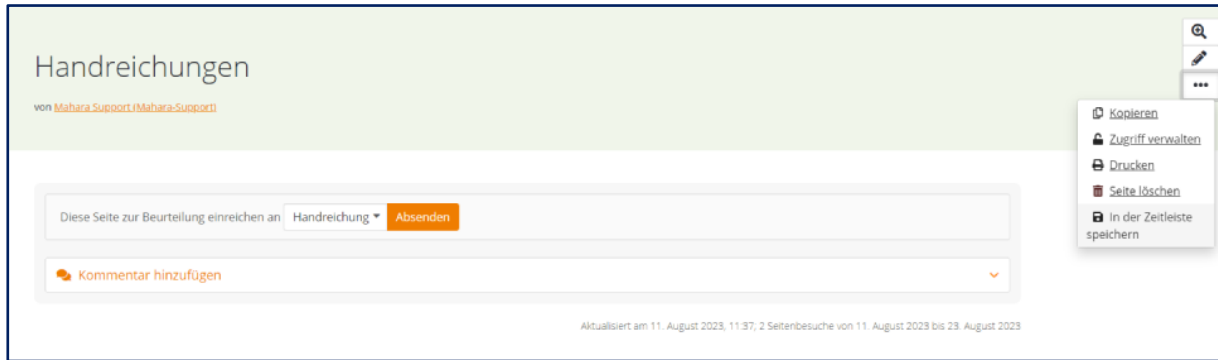 Handreichungen
von Mahara Support (Mahara-Support)
Kopieren
Zugriff verwalten
Drucken
Seite löschen
In der Zeitleiste
speichern
Diese Seite zur Beurteilung einreichen an Handreichung Absenden
Kommentar hinzufügen
Aktualisiert am 11. August 2023, 11:37, 2 Seitenbesuche von 11. August 2023 bis 23. August 2023